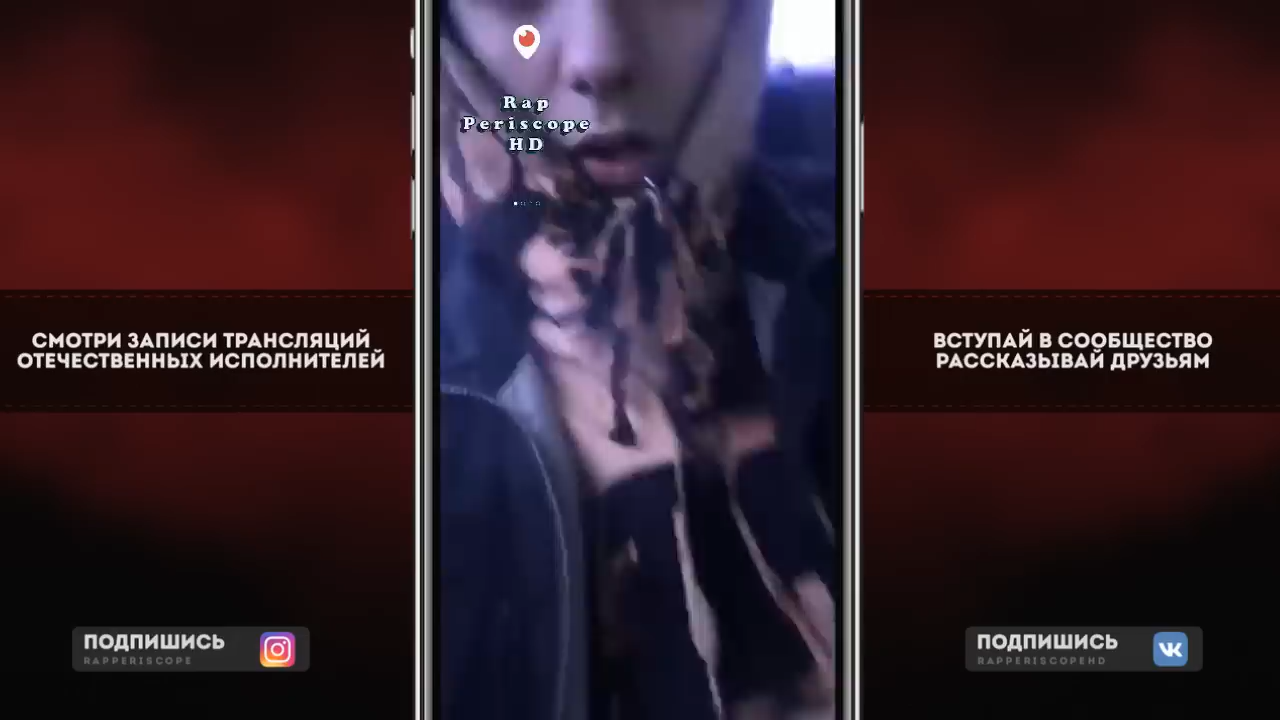 Rap
Periscope
HD
СМОТРИ ЗАПИСИ ТРАНСЛЯЦИЙ
ОТЕЧЕСТВЕННЫХ ИСПОЛНИТЕЛЕЙ
ВСТУПАЙ В СООБЩЕСТВО
РАССКАЗЫВАЙ ДРУЗЬЯМ
ПОДПИШИСЬ
RAPPERISCOPE
ПОДПИШИСЬ
RAPPERISCOPEHD